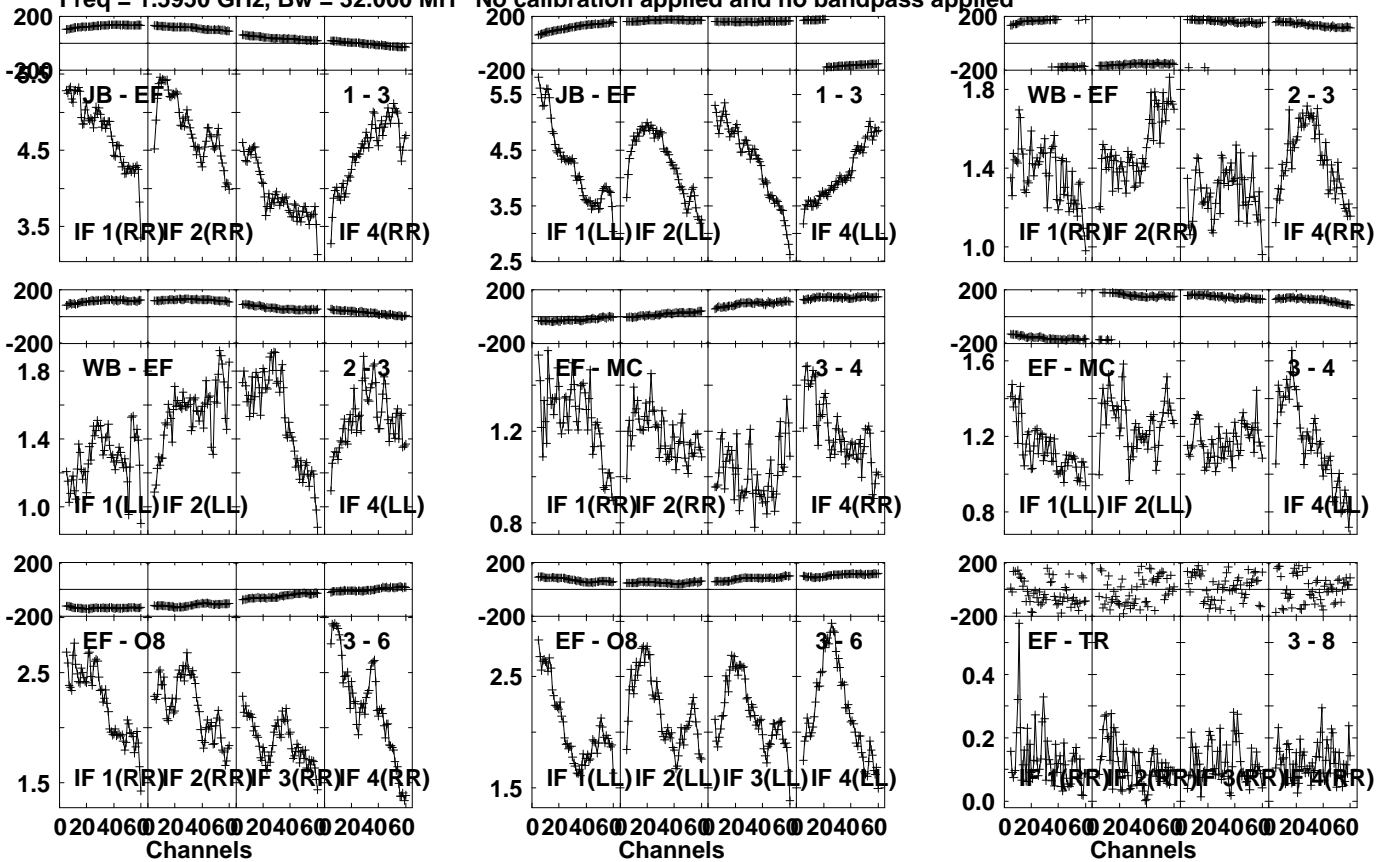 Freq = 1.5950 GHz, Bw = 32.000 MH No calibration applied and no bandpass applied
200 200 200
-200 -200 -200
5.5 JB - EF 1 - 3 5.5 JB - EF 1 - 3 1.8 WB - EF 2 - 3
4.5 4.5 1.4
3.5 3.5 1.0
IF 1(RR) IF 2(RR) IF 4(RR) IF 1(LL) IF 2(LL) IF 4(LL) IF 1(RR) IF 2(RR) IF 4(RR)
2.5
200 200 200
-200 -200 -200
1.8 WB - EF 2 - 3 EF - MC 3 - 4 1.6 EF - MC 3 - 4
1.4 1.2 1.2
1.0 0.8 0.8
IF 1(LL) IF 2(LL) IF 4(LL) IF 1(RR) IF 2(RR) IF 4(RR) IF 1(LL) IF 2(LL) IF 4(LL)
200 200 200
-200 -200 -200
EF - O8 3 - 6 EF - O8 3 - 6 EF - TR 3 - 8
2.5 2.5 0.4
0.2
1.5 1.5 0.0
IF 1(RR) IF 2(RR) IF 3(RR) IF 4(RR) IF 1(LL) IF 2(LL) IF 3(LL) IF 4(LL) IF 1(RR) IF 2(RR) IF 3(RR) IF 4(RR)
0 20 40 60 0 20 40 60 0 20 40 60 0 20 40 60 0 20 40 60 0 20 40 60 0 20 40 60 0 20 40 60 0 20 40 60 0 20 40 60 0 20 40 60 0 20 40 60
Channels Channels Channels